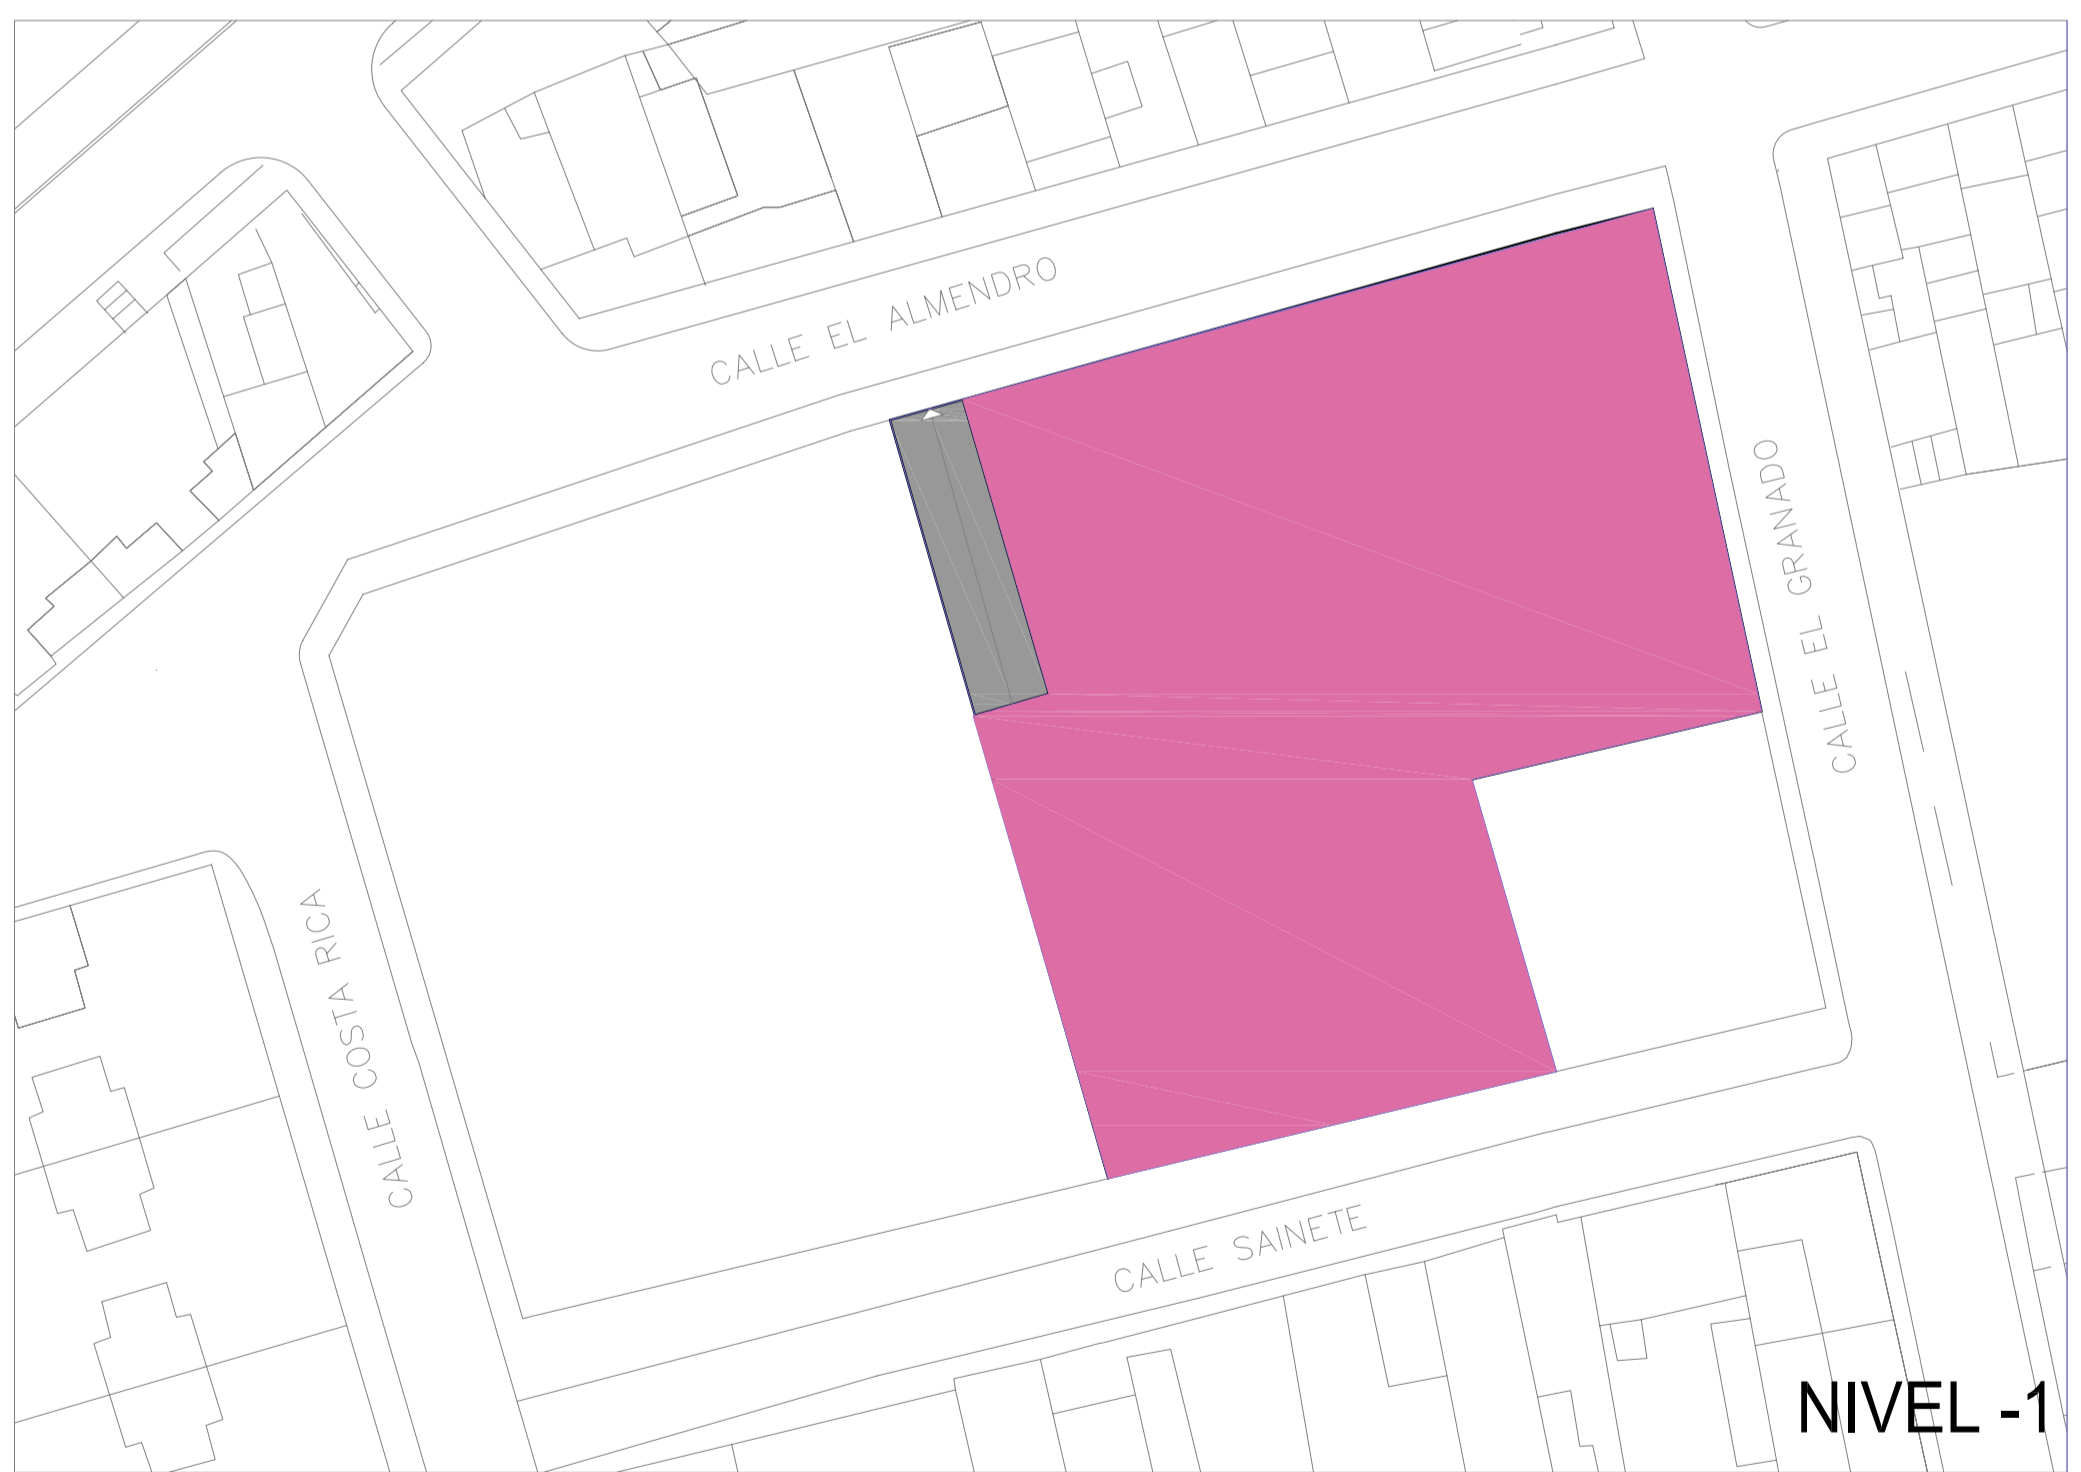 CALLE EL ALMENDRO
CALLE EL GRANADO
CALLE COSTA RICA
CALLE SAINETE
NIVEL -1